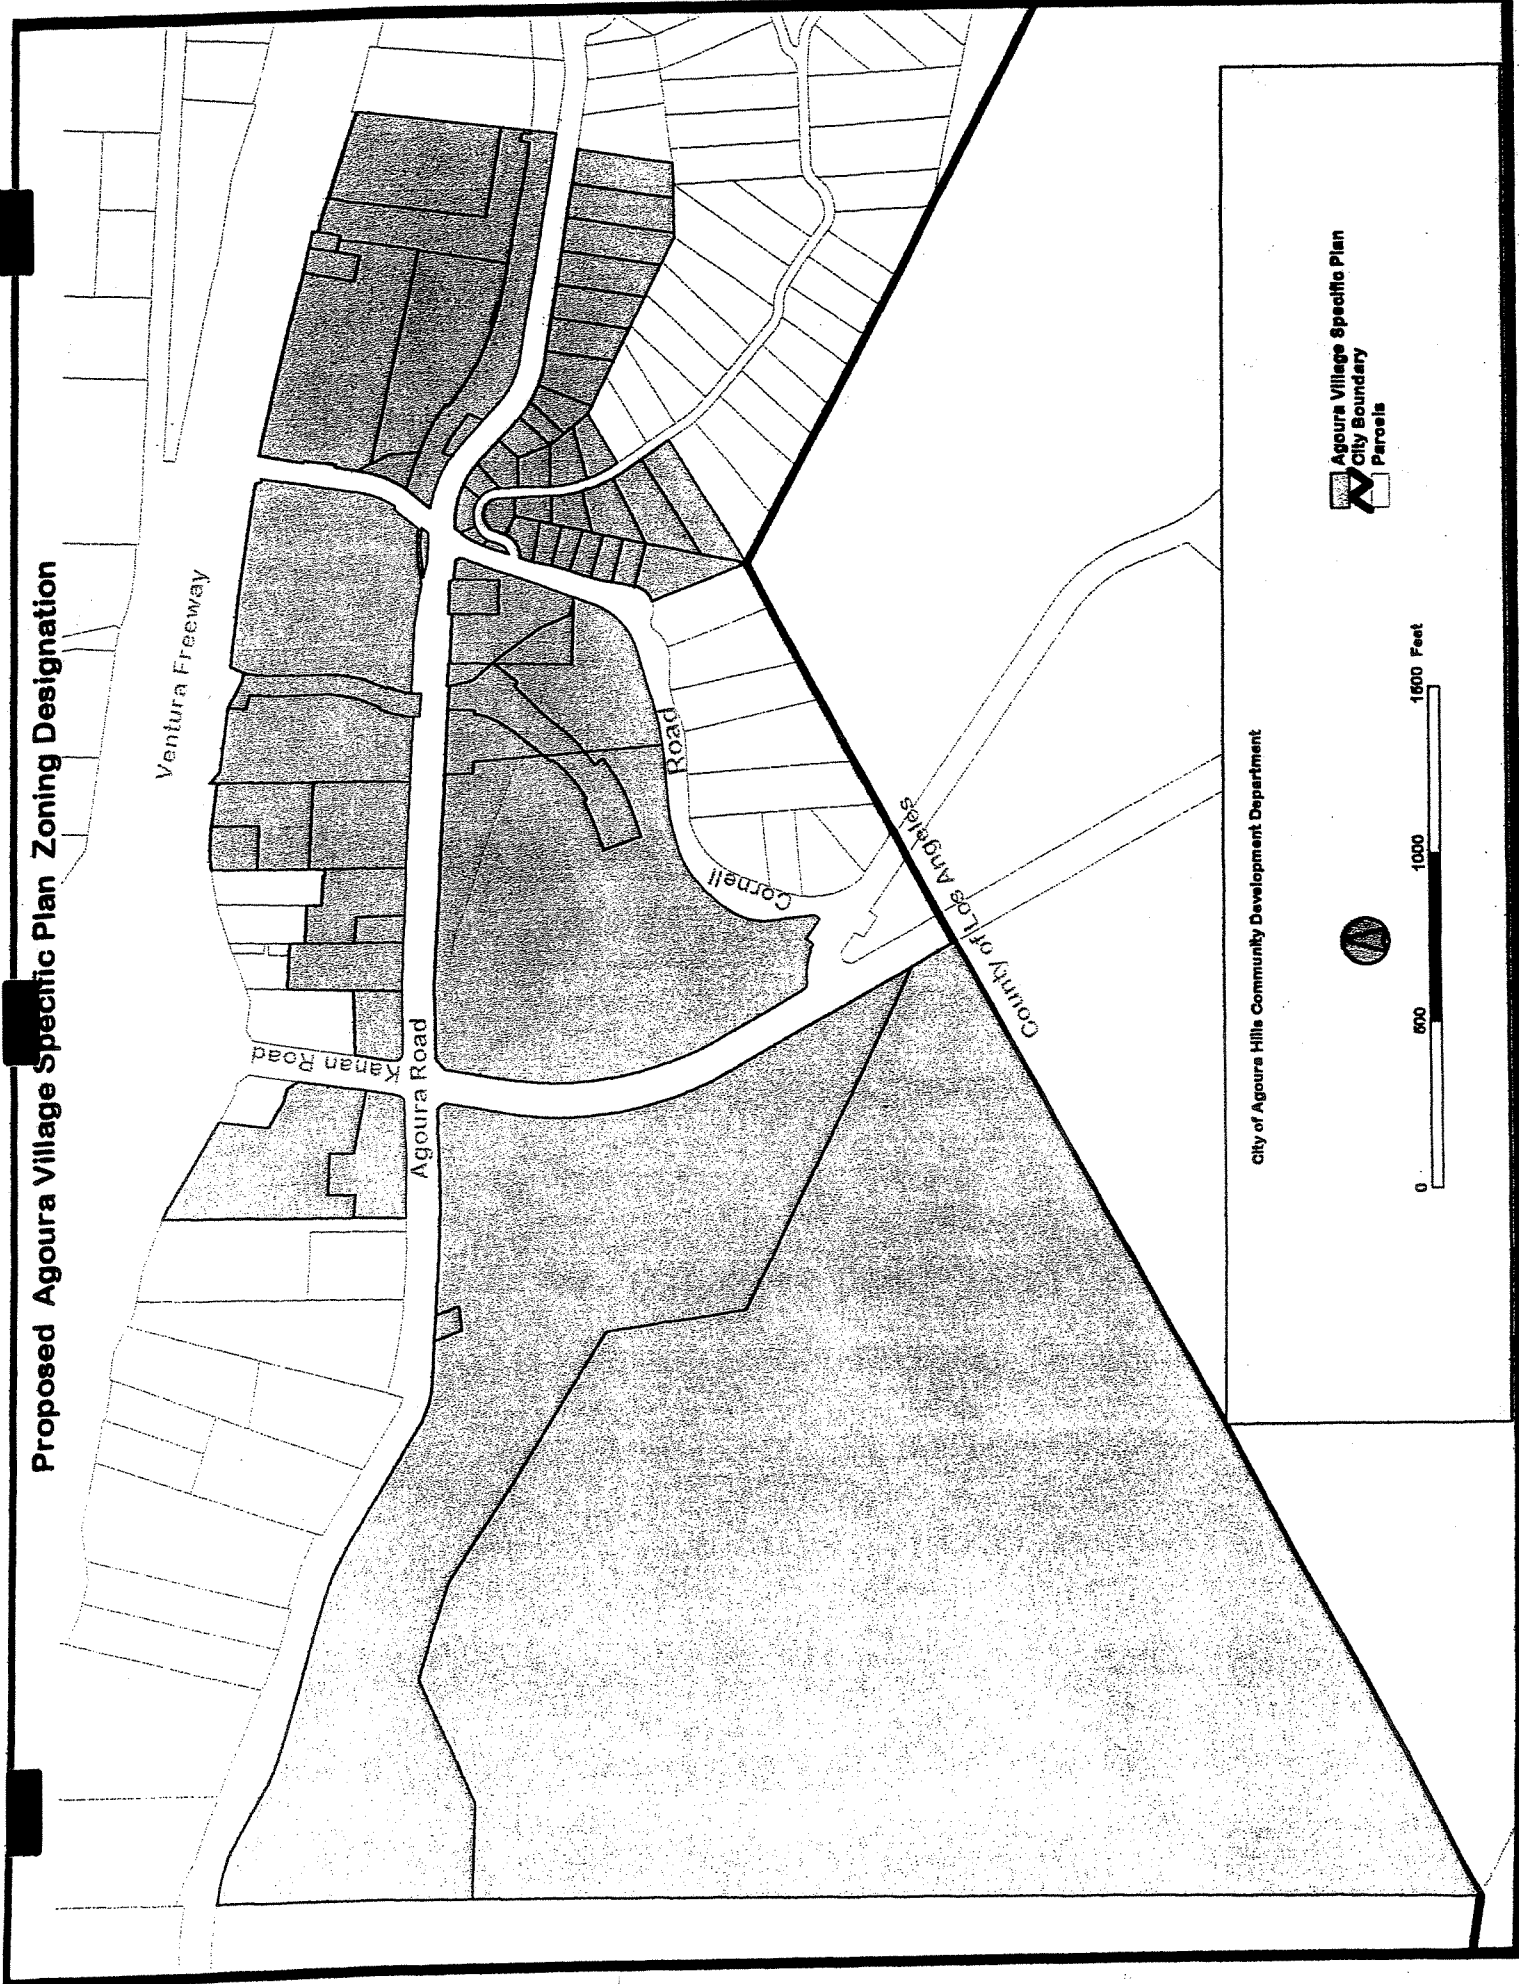 Proposed Agoura Village Specific Plan Zoning Designation
Ventura Freeway
Kanan Road
Agoura Road
Cornell
Road
County of Los Angeles
City of Agoura Hills Community Development Department
0 500 1000 1500 Feet
Agoura Village Specific Plan
City Boundary
Parcels